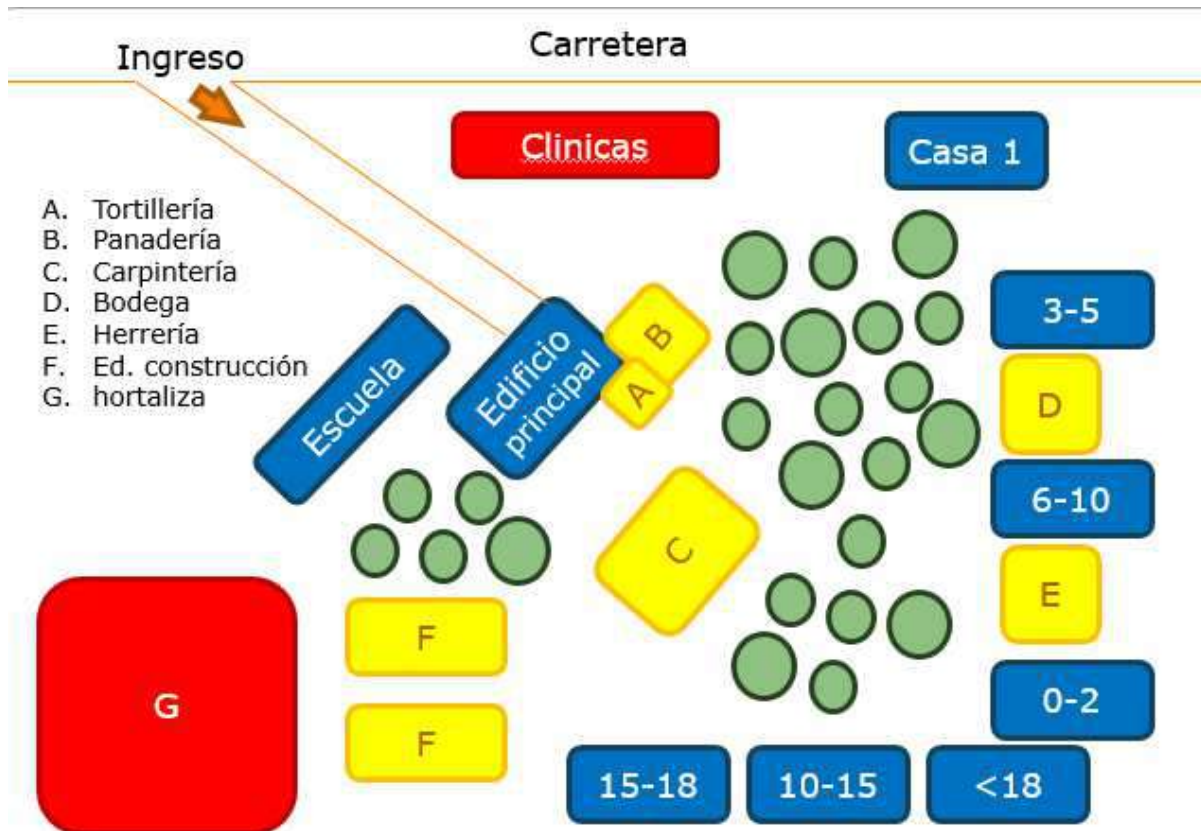 Ingreso
Carretera
Clinicas
Casa 1
A. Tortillería
B. Panadería
C. Carpintería
D. Bodega
E. Herrería
F. Ed. construcción
G. hortaliza
3-5
B
Edificio
principal
A
Escuela
D
6-10
C
E
F
G
0-2
F
15-18
10-15
<18